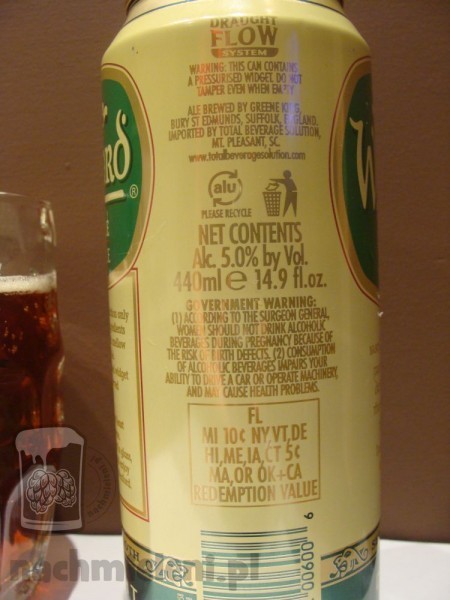 DRAUGHT
FLOW
SYSTEM
WARNING: THIS CAN CONTAINS
A PRESSURISED WIDGET. DO NOT
TAMPER EVEN WHEN EMPTY
ALE BREWED BY GREENE KING,
BURY ST EDMUNDS, SUFFOLK, ENGLAND.
IMPORTED BY TOTAL BEVERAGE SOLUTION,
MT. PLEASANT, SC.
www.totalbeveragesolution.com
alu
PLEASE RECYCLE
NET CONTENTS
Alc. 5.0% by Vol.
440ml e 14.9 fl.oz.
GOVERNMENT WARNING:
(1) ACCORDING TO THE SURGEON GENERAL,
WOMEN SHOULD NOT DRINK ALCOHOLIC
BEVERAGES DURING PREGNANCY BECAUSE OF
THE RISK OF BIRTH DEFECTS. (2) CONSUMPTION
OF ALCOHOLIC BEVERAGES IMPAIRS YOUR
ABILITY TO DRIVE A CAR OR OPERATE MACHINERY,
AND MAY CAUSE HEALTH PROBLEMS.
FL
MI 10¢ NY,VT,DE
HI,ME,IA,CT 5¢
MA,OR OK+CA
REDEMPTION VALUE
00600 6
nachmieleni.pl